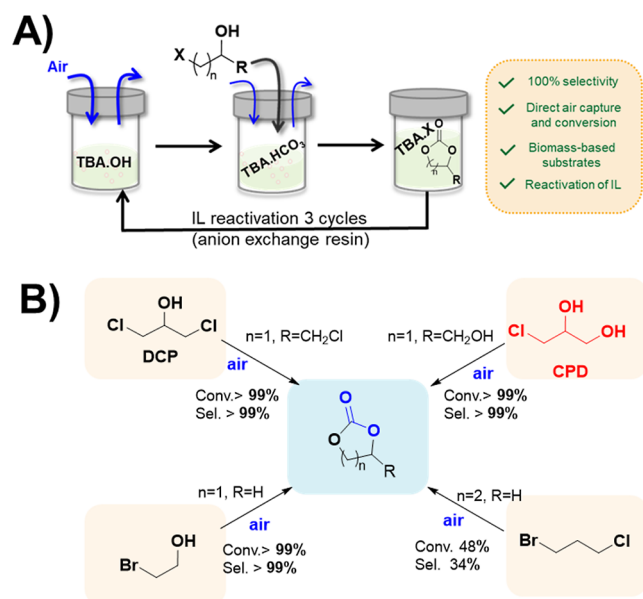 A)
OH
X
n
R
Air
TBA.OH
TBA.HCO₃
TBA.X
O
O
O
n
R
IL reactivation 3 cycles
(anion exchange resin)
✓ 100% selectivity
✓ Direct air capture
and conversion
✓ Biomass-based
substrates
✓ Reactivation of IL
B)
OH
Cl
Cl
DCP
n=1, R=CH₂Cl
air
Conv.> 99%
Sel. > 99%
n=1, R=CH₂OH
air
Conv.> 99%
Sel. > 99%
OH
Cl
OH
CPD
O
O
O
n
R
n=1, R=H
air
Conv.> 99%
Sel. > 99%
OH
Br
n=2, R=H
air
Conv. 48%
Sel. 34%
Br
Cl